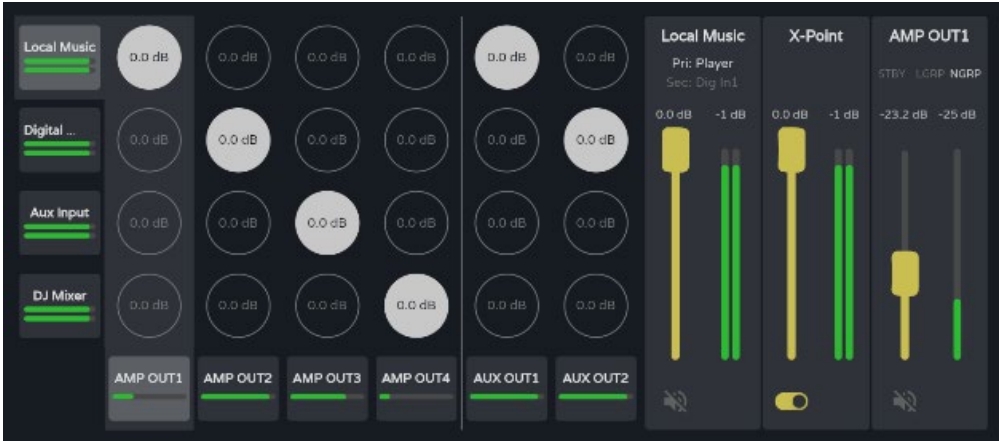 Local Music
0.0 dB 0.0 dB 0.0 dB 0.0 dB 0.0 dB 0.0 dB
Digital ...
0.0 dB 0.0 dB 0.0 dB 0.0 dB 0.0 dB 0.0 dB
Aux Input
0.0 dB 0.0 dB 0.0 dB 0.0 dB 0.0 dB 0.0 dB
DJ Mixer
0.0 dB 0.0 dB 0.0 dB 0.0 dB 0.0 dB 0.0 dB
AMP OUT1 AMP OUT2 AMP OUT3 AMP OUT4 AUX OUT1 AUX OUT2
Local Music
Pri: Player
Sec: Dig In1
0.0 dB -1 dB
X-Point
0.0 dB -1 dB
AMP OUT1
STBY LGRP NGRP
-23.2 dB -25 dB